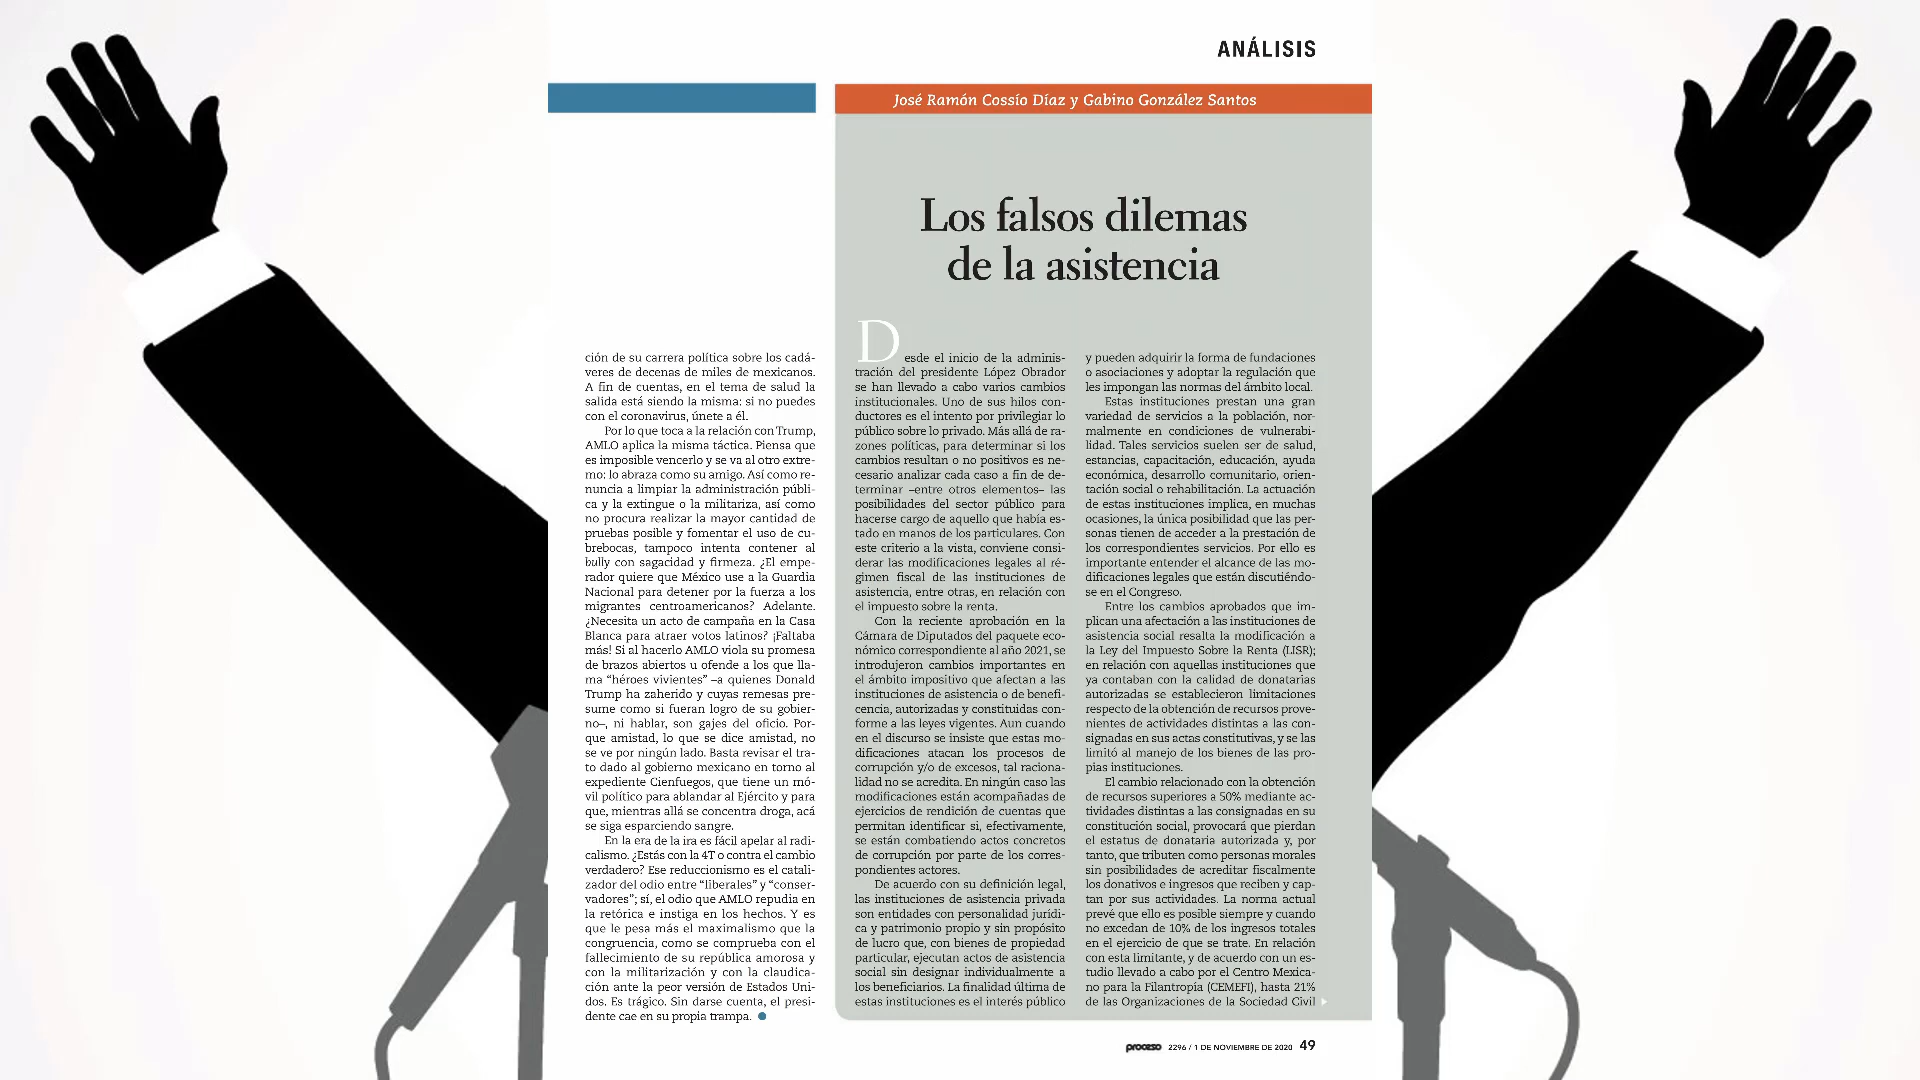 ANÁLISIS
José Ramón Cossío Díaz y Gabino González Santos
Los falsos dilemas
de la asistencia
ción de su carrera política sobre los cadá-
veres de decenas de miles de mexicanos.
A fin de cuentas, en el tema de salud la
salida está siendo la misma: si no puedes
con el coronavirus, únete a él.
Por lo que toca a la relación con Trump,
AMLO aplica la misma táctica. Piensa que
es imposible vencerlo y se va al otro extre-
mo: lo abraza como su amigo. Así como re-
nuncia a limpiar la administración públi-
ca y la extingue o la militariza, así como
no procura realizar la mayor cantidad de
pruebas posible y fomentar el uso de cu-
brebocas, tampoco intenta contener al
bully con sagacidad y firmeza. ¿El empe-
rador quiere que México use a la Guardia
Nacional para detener por la fuerza a los
migrantes centroamericanos? Adelante.
¿Necesita un acto de campaña en la Casa
Blanca para atraer votos latinos? ¡Faltaba
más! Si al hacerlo AMLO viola su promesa
de brazos abiertos u ofende a los que lla-
ma “héroes vivientes” –a quienes Donald
Trump ha zaherido y cuyas remesas pre-
sume como si fueran logro de su gobier-
no–, ni hablar, son gajes del oficio. Por-
que amistad, lo que se dice amistad, no
se ve por ningún lado. Basta revisar el tra-
to dado al gobierno mexicano en torno al
expediente Cienfuegos, que tiene un mó-
vil político para ablandar al Ejército y para
que, mientras allá se concentra droga, acá
se siga esparciendo sangre.
En la era de la ira es fácil apelar al radi-
calismo. ¿Estás con la 4T o contra el cambio
verdadero? Ese reduccionismo es el catali-
zador del odio entre “liberales” y “conser-
vadores”; sí, el odio que AMLO repudia en
la retórica e instiga en los hechos. Y es
que le pesa más el maximalismo que la
congruencia, como se comprueba con el
fallecimiento de su república amorosa y
con la militarización y con la claudica-
ción ante la peor versión de Estados Uni-
dos. Es trágico. Sin darse cuenta, el presi-
dente cae en su propia trampa.
Desde el inicio de la adminis-
tración del presidente López Obrador
se han llevado a cabo varios cambios
institucionales. Uno de sus hilos con-
ductores es el intento por privilegiar lo
público sobre lo privado. Más allá de ra-
zones políticas, para determinar si los
cambios resultan o no positivos es ne-
cesario analizar cada caso a fin de de-
terminar –entre otros elementos– las
posibilidades del sector público para
hacerse cargo de aquello que había es-
tado en manos de los particulares. Con
este criterio a la vista, conviene consi-
derar las modificaciones legales al ré-
gimen fiscal de las instituciones de
asistencia, entre otras, en relación con
el impuesto sobre la renta.
Con la reciente aprobación en la
Cámara de Diputados del paquete eco-
nómico correspondiente al año 2021, se
introdujeron cambios importantes en
el ámbito impositivo que afectan a las
instituciones de asistencia o de benefi-
cencia, autorizadas y constituidas con-
forme a las leyes vigentes. Aun cuando
en el discurso se insiste que estas mo-
dificaciones atacan los procesos de
corrupción y/o de excesos, tal raciona-
lidad no se acredita. En ningún caso las
modificaciones están acompañadas de
ejercicios de rendición de cuentas que
permitan identificar si, efectivamente,
se están combatiendo actos concretos
de corrupción por parte de los corres-
pondientes actores.
De acuerdo con su definición legal,
las instituciones de asistencia privada
son entidades con personalidad jurídi-
ca y patrimonio propio y sin propósito
de lucro que, con bienes de propiedad
particular, ejecutan actos de asistencia
social sin designar individualmente a
los beneficiarios. La finalidad última de
estas instituciones es el interés público
y pueden adquirir la forma de fundaciones
o asociaciones y adoptar la regulación que
les impongan las normas del ámbito local.
Estas instituciones prestan una gran
variedad de servicios a la población, nor-
malmente en condiciones de vulnerabi-
lidad. Tales servicios suelen ser de salud,
estancias, capacitación, educación, ayuda
económica, desarrollo comunitario, orien-
tación social o rehabilitación. La actuación
de estas instituciones implica, en muchas
ocasiones, la única posibilidad que las per-
sonas tienen de acceder a la prestación de
los correspondientes servicios. Por ello es
importante entender el alcance de las mo-
dificaciones legales que están discutiéndo-
se en el Congreso.
Entre los cambios aprobados que im-
plican una afectación a las instituciones de
asistencia social resalta la modificación a
la Ley del Impuesto Sobre la Renta (LISR);
en relación con aquellas instituciones que
ya contaban con la calidad de donatarias
autorizadas se establecieron limitaciones
respecto de la obtención de recursos prove-
nientes de actividades distintas a las con-
signadas en sus actas constitutivas, y se las
limitó al manejo de los bienes de las pro-
pias instituciones.
El cambio relacionado con la obtención
de recursos superiores a 50% mediante ac-
tividades distintas a las consignadas en su
constitución social, provocará que pierdan
el estatus de donataria autorizada y, por
tanto, que tributen como personas morales
sin posibilidades de acreditar fiscalmente
los donativos e ingresos que reciben y cap-
tan por sus actividades. La norma actual
prevé que ello es posible siempre y cuando
no excedan de 10% de los ingresos totales
en el ejercicio de que se trate. En relación
con esta limitante, y de acuerdo con un es-
tudio llevado a cabo por el Centro Mexica-
no para la Filantropía (CEMEFI), hasta 21%
de las Organizaciones de la Sociedad Civil
proceso 2296 / 1 DE NOVIEMBRE DE 2020 49